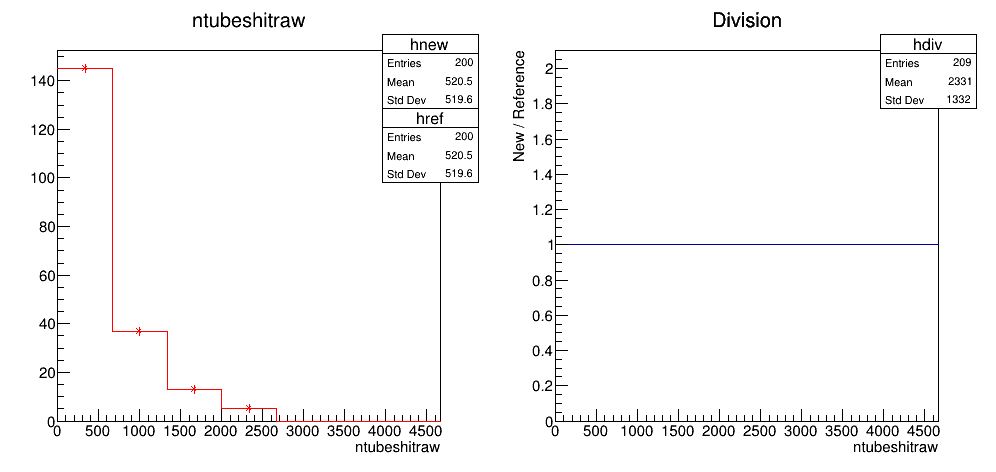 ntubeshitraw
hnew
Entries 200
Mean 520.5
Std Dev 519.6
href
Entries 200
Mean 520.5
Std Dev 519.6
140
120
100
80
60
40
20
0
0 500 1000 1500 2000 2500 3000 3500 4000 4500
ntubeshitraw
Division
hdiv
Entries 209
Mean 2331
Std Dev 1332
New / Reference
2
1.8
1.6
1.4
1.2
1
0.8
0.6
0.4
0.2
0
0 500 1000 1500 2000 2500 3000 3500 4000 4500
ntubeshitraw